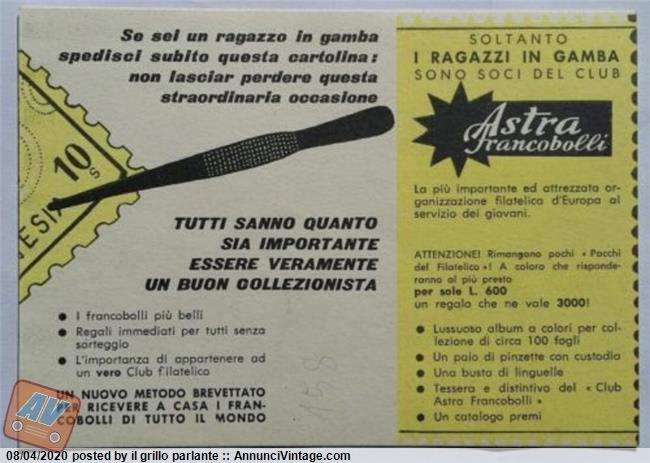 Se sei un ragazzo in gamba
spedisci subito questa cartolina:
non lasciar perdere questa
straordinaria occasione
10
s
NESIA
TUTTI SANNO QUANTO
SIA IMPORTANTE
ESSERE VERAMENTE
UN BUON COLLEZIONISTA
• I francobolli più belli
• Regali immediati per tutti senza
sorteggio
• L'importanza di appartenere ad
un vero Club filatelico
UN NUOVO METODO BREVETTATO
PER RICEVERE A CASA I FRAN-
COBOLLI DI TUTTO IL MONDO
158
SOLTANTO
I RAGAZZI IN GAMBA
SONO SOCI DEL CLUB
Astra
Francobolli
La più importante ed attrezzata or-
ganizzazione filatelica d'Europa al
servizio dei giovani.
ATTENZIONE! Rimangono pochi « Pacchi
del Filatelico »! A coloro che risponde-
ranno al più presto
per sole L. 600
un regalo che ne vale 3000!
• Lussuoso album a colori per col-
lezione di circa 100 fogli
• Un paio di pinzette con custodia
• Una busta di linguelle
• Tessera e distintivo del « Club
Astra Francobolli »
• Un catalogo premi
AV
08/04/2020 posted by il grillo parlante :: AnnunciVintage.com